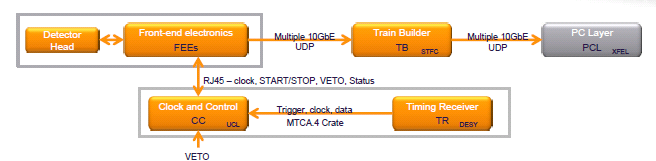 Detector
Head
Front-end electronics
FEEs
Multiple 10GbE
UDP
Train Builder
TB STFC
Multiple 10GbE
UDP
PC Layer
PCL XFEL
RJ45 – clock, START/STOP, VETO, Status
Clock and Control
CC UCL
Trigger, clock, data
MTCA.4 Crate
Timing Receiver
TR DESY
VETO